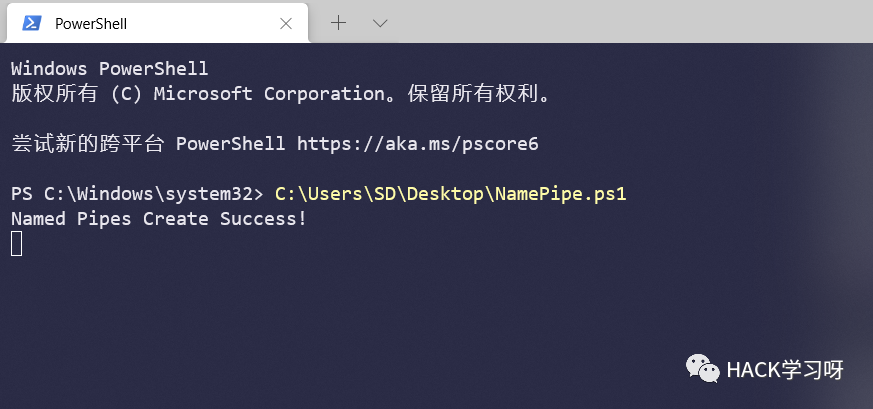 PowerShell
Windows PowerShell
版权所有 (C) Microsoft Corporation。保留所有权利。
尝试新的跨平台 PowerShell https://aka.ms/pscore6
PS C:\Windows\system32> C:\Users\SD\Desktop\NamePipe.ps1
Named Pipes Create Success!
HACK学习呀